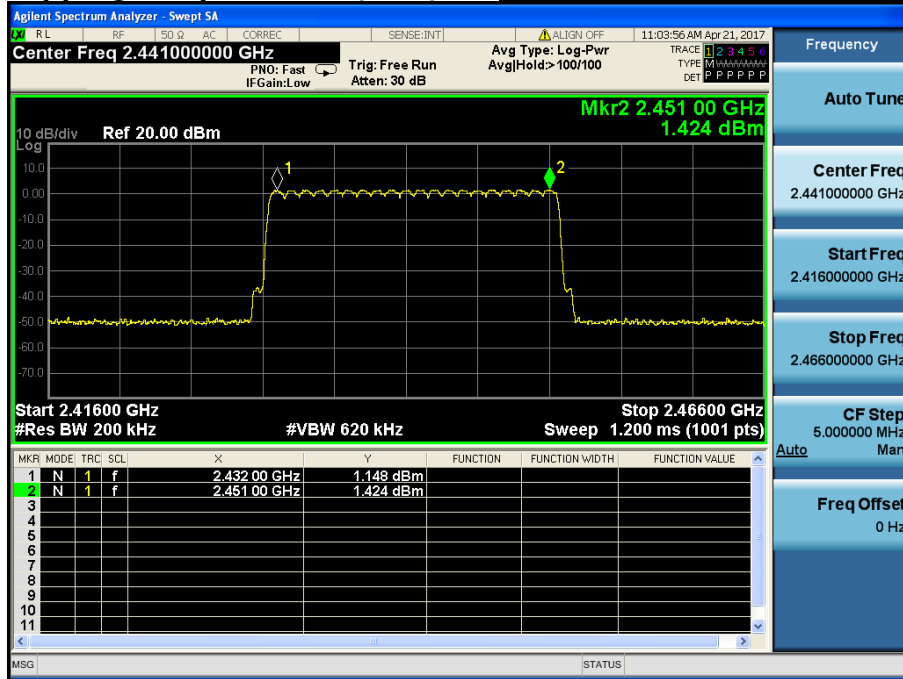 Agilent Spectrum Analyzer - Swept SA
LXI RL RF 50 Ω AC CORREC SENSE:INT ALIGN OFF 11:03:56 AM Apr 21, 2017
Center Freq 2.441000000 GHz
PNO: Fast
IFGain:Low
Trig: Free Run
Atten: 30 dB
Avg Type: Log-Pwr
Avg|Hold:>100/100
TRACE 1 2 3 4 5 6
TYPE M WWWWW
DET P P P P P P
Mkr2 2.451 00 GHz
1.424 dBm
10 dB/div Ref 20.00 dBm
Log
10.0
0.00
-10.0
-20.0
-30.0
-40.0
-50.0
-60.0
-70.0
1
2
Start 2.41600 GHz Stop 2.46600 GHz
#Res BW 200 kHz #VBW 620 kHz Sweep 1.200 ms (1001 pts)
MKR MODE TRC SCL X Y FUNCTION FUNCTION WIDTH FUNCTION VALUE
1 N 1 f 2.432 00 GHz 1.148 dBm
2 N 1 f 2.451 00 GHz 1.424 dBm
3
4
5
6
7
8
9
10
11
MSG STATUS
Frequency
Auto Tune
Center Freq
2.441000000 GHz
Start Freq
2.416000000 GHz
Stop Freq
2.466000000 GHz
CF Step
5.000000 MHz
Auto Man
Freq Offset
0 Hz